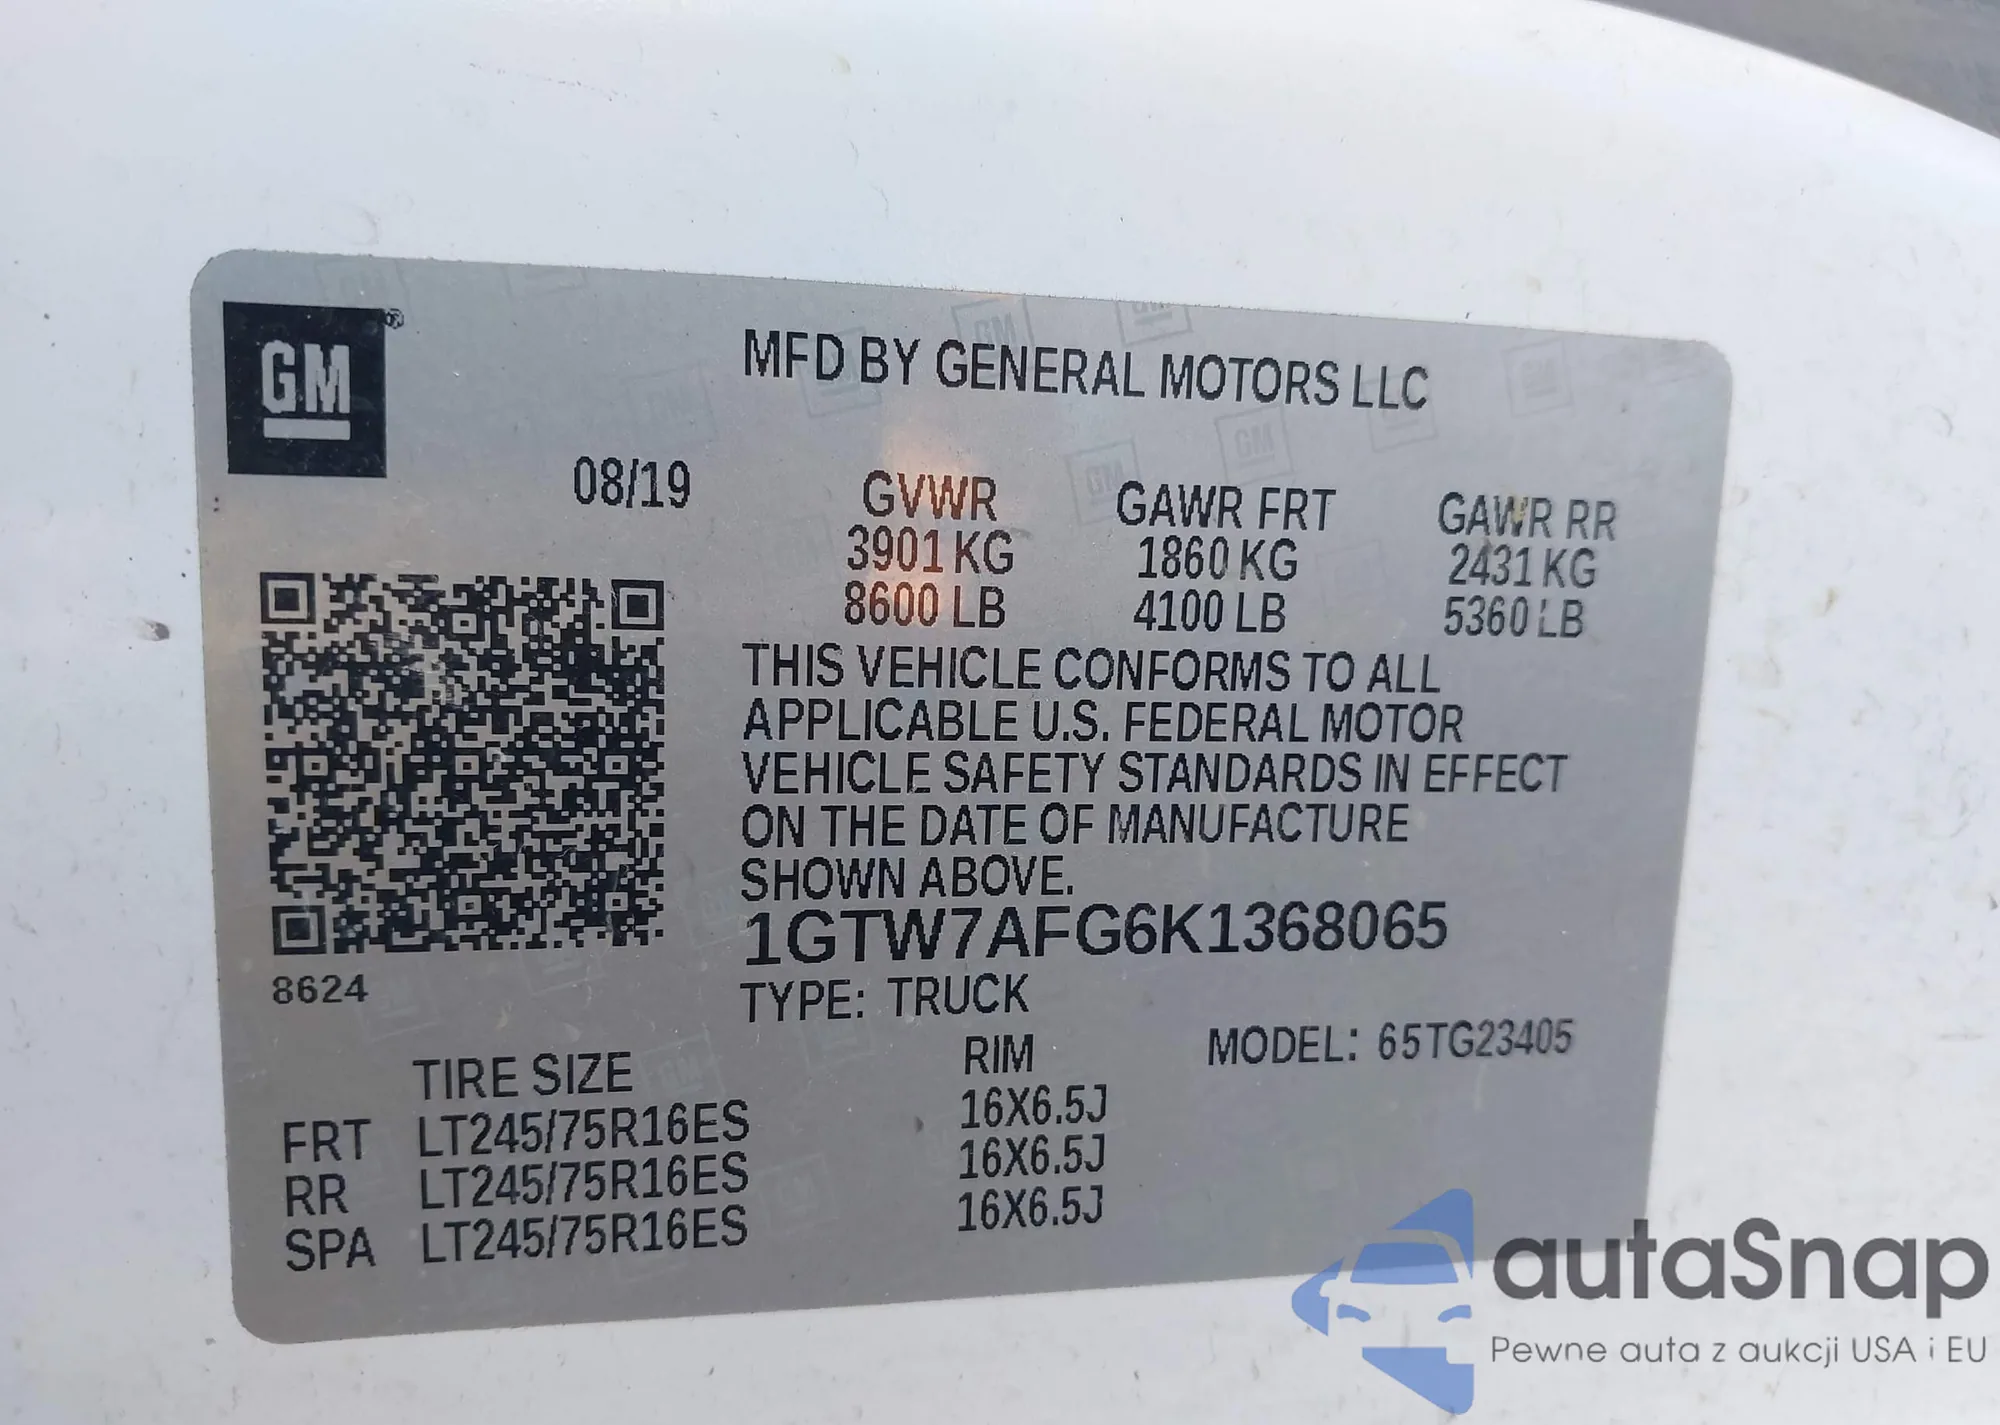 GM®
MFD BY GENERAL MOTORS LLC
08/19
GVWR GAWR FRT GAWR RR
3901 KG 1860 KG 2431 KG
8600 LB 4100 LB 5360 LB
THIS VEHICLE CONFORMS TO ALL
APPLICABLE U.S. FEDERAL MOTOR
VEHICLE SAFETY STANDARDS IN EFFECT
ON THE DATE OF MANUFACTURE
SHOWN ABOVE.
1GTW7AFG6K1368065
8624
TYPE: TRUCK
MODEL: 65TG23405
TIRE SIZE RIM
FRT LT245/75R16ES 16X6.5J
RR LT245/75R16ES 16X6.5J
SPA LT245/75R16ES 16X6.5J
autaSnap
Pewne auta z aukcji USA i EU